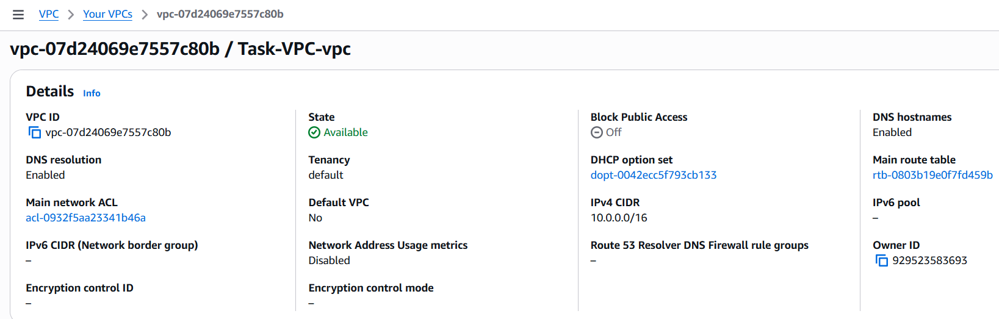 VPC > Your VPCs > vpc-07d24069e7557c80b
vpc-07d24069e7557c80b / Task-VPC-vpc
Details Info
VPC ID
vpc-07d24069e7557c80b
State
Available
Block Public Access
Off
DNS hostnames
Enabled
DNS resolution
Enabled
Tenancy
default
DHCP option set
dopt-0042ecc5f793cb133
Main route table
rtb-0803b19e0f7fd459b
Main network ACL
acl-0932f5aa23341b46a
Default VPC
No
IPv4 CIDR
10.0.0.0/16
IPv6 pool
–
IPv6 CIDR (Network border group)
–
Network Address Usage metrics
Disabled
Route 53 Resolver DNS Firewall rule groups
–
Owner ID
929523583693
Encryption control ID
–
Encryption control mode
–